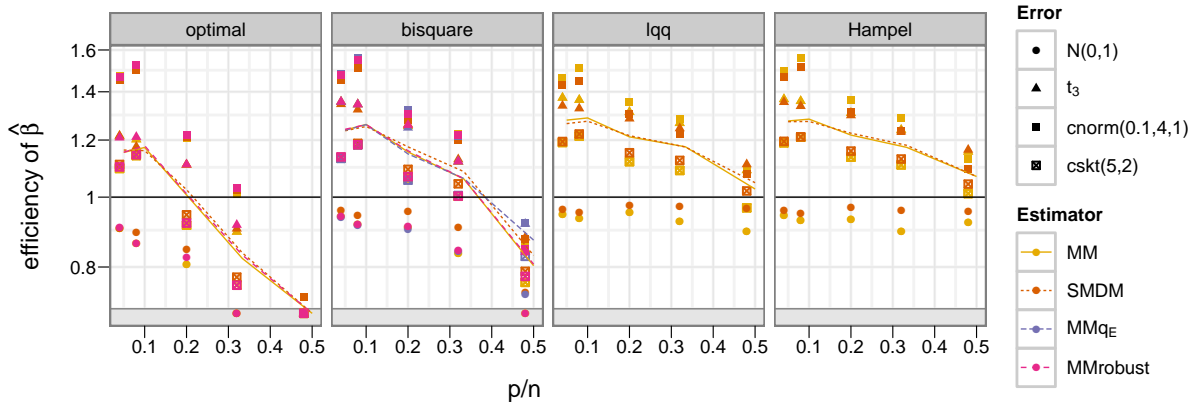 optimal
bisquare
lqq
Hampel
efficiency of β̂
1.6
1.4
1.2
1
0.8
0.1 0.2 0.3 0.4 0.5
0.1 0.2 0.3 0.4 0.5
0.1 0.2 0.3 0.4 0.5
0.1 0.2 0.3 0.4 0.5
p/n
Error
N(0,1)
t₃
cnorm(0.1,4,1)
cskt(5,2)
Estimator
MM
SMDM
MMqE
MMrobust